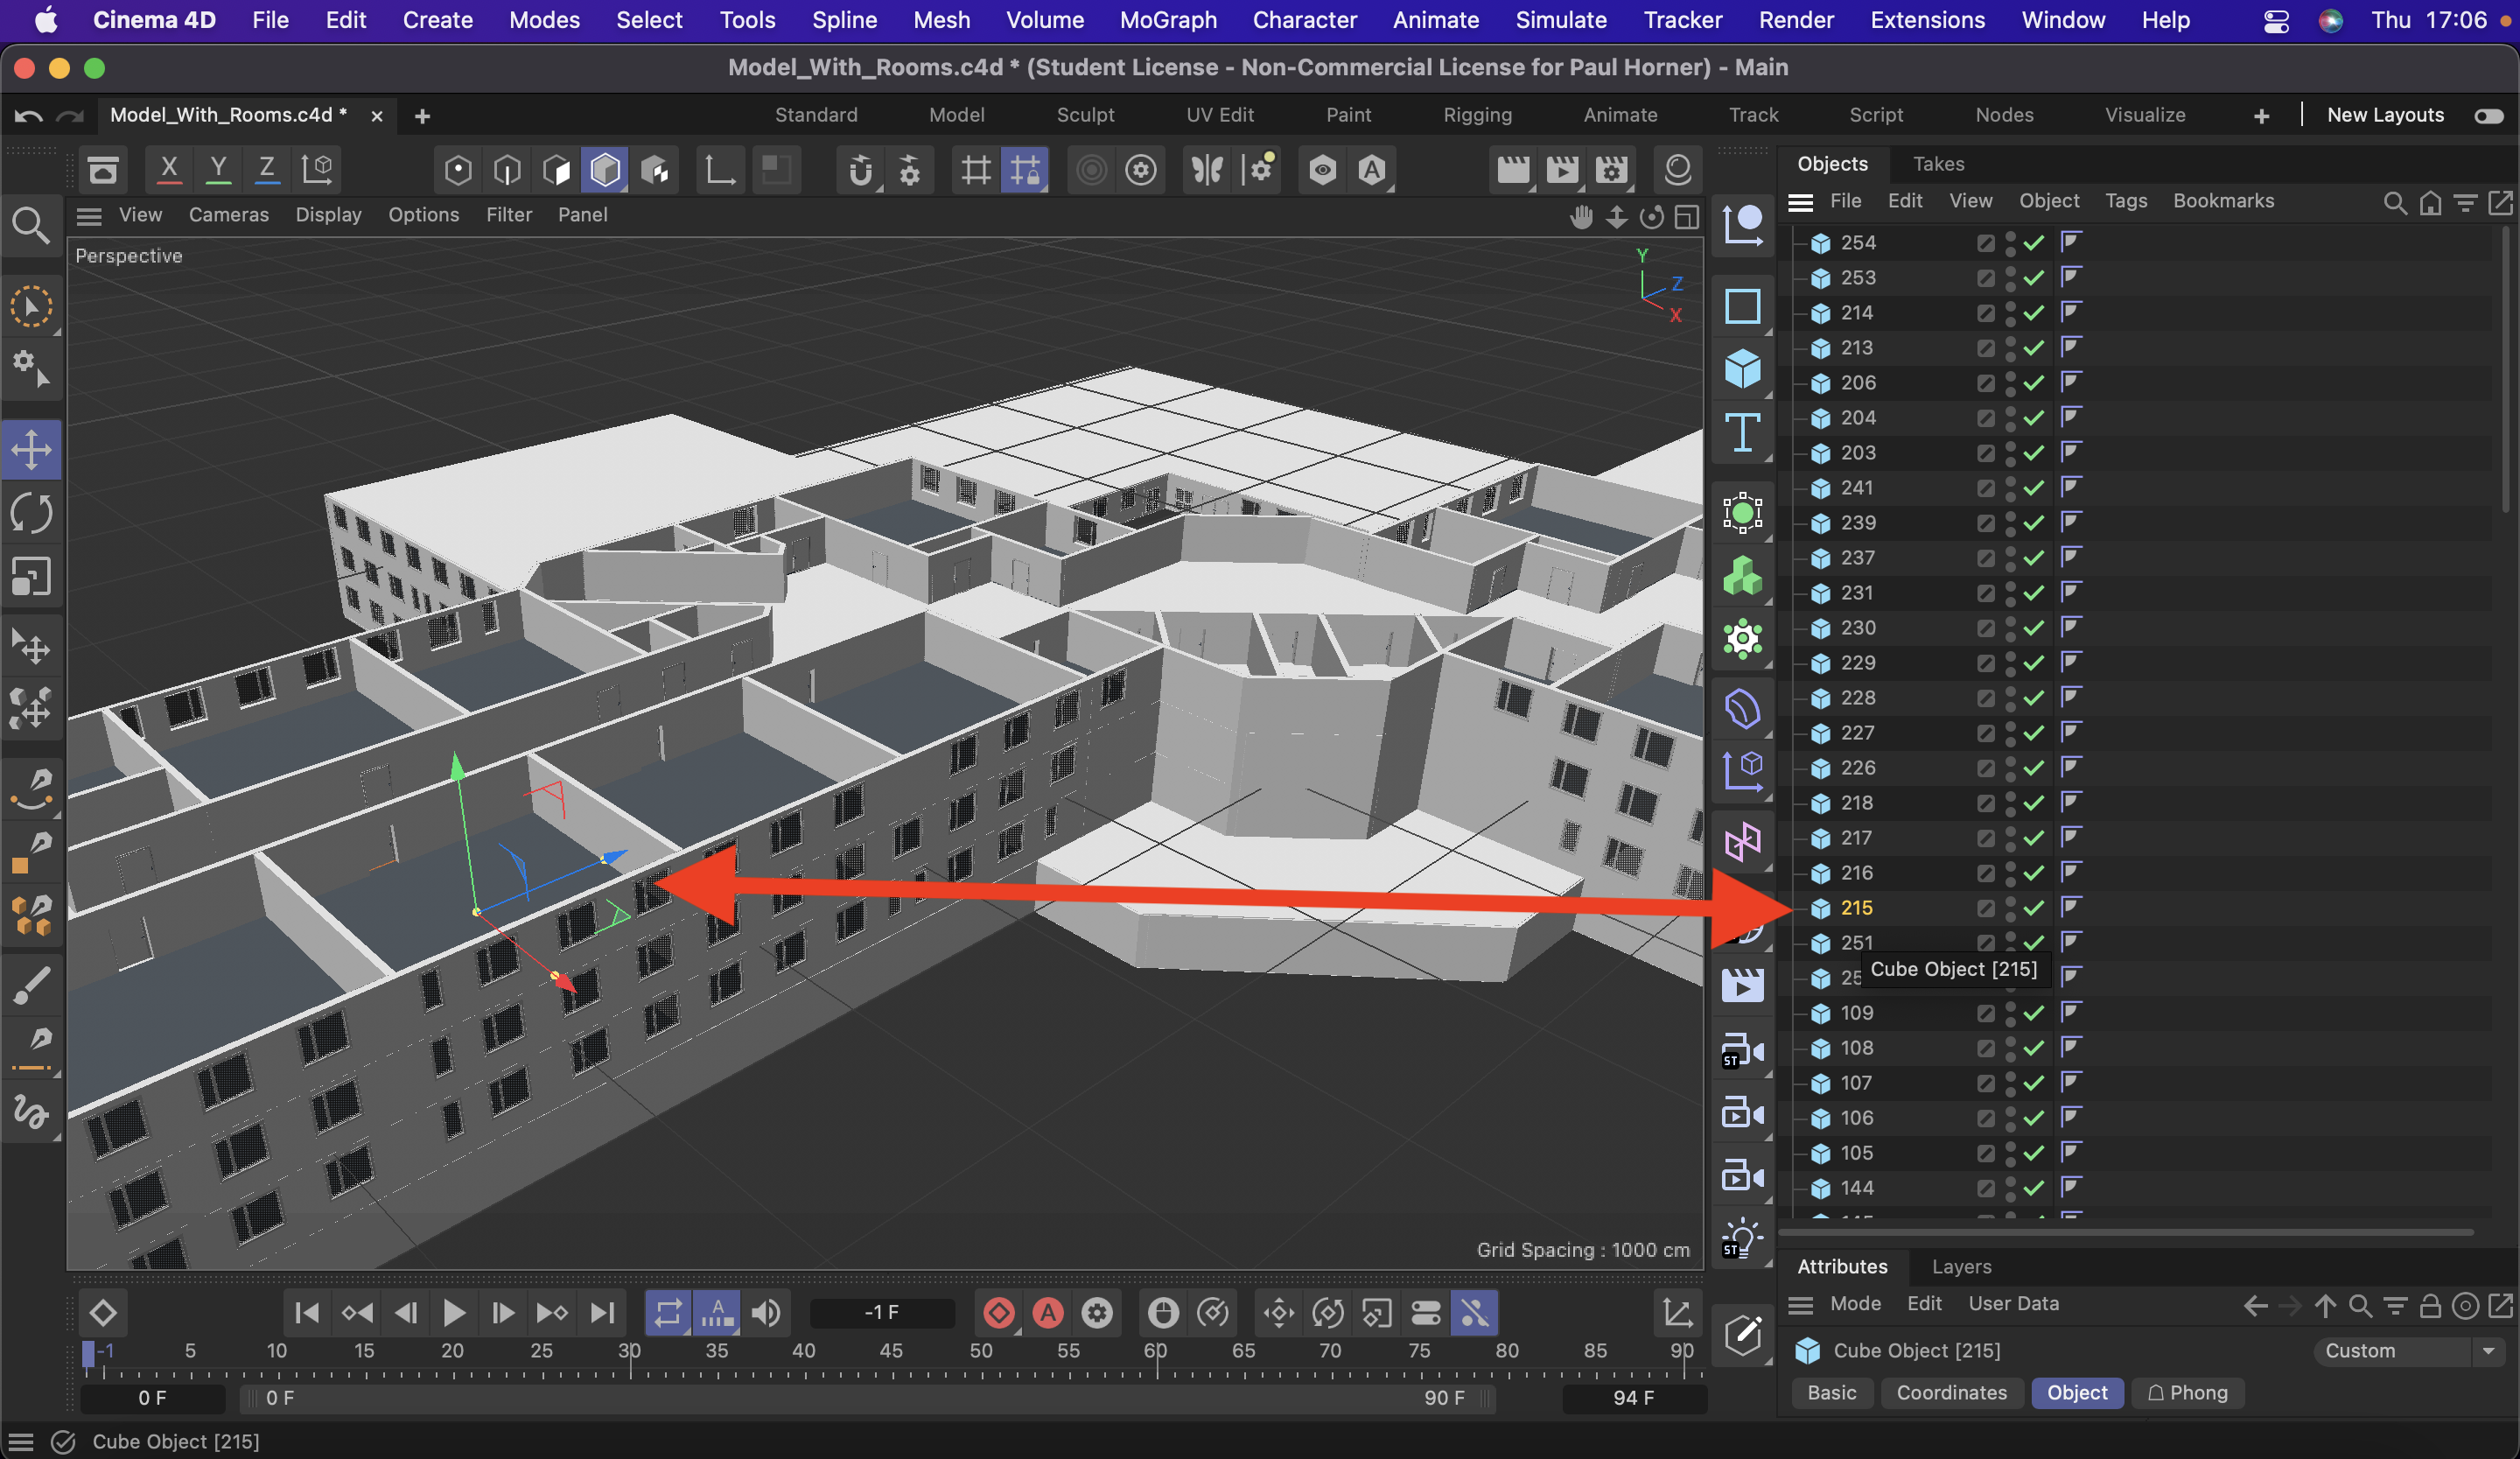 Cinema 4D File Edit Create Modes Select Tools Spline Mesh Volume MoGraph Character Animate Simulate Tracker Render Extensions Window Help Thu 17:06
Model_With_Rooms.c4d * (Student License - Non-Commercial License for Paul Horner) - Main
Model_With_Rooms.c4d * × + Standard Model Sculpt UV Edit Paint Rigging Animate Track Script Nodes Visualize + New Layouts
X Y Z
A
Objects Takes
View Cameras Display Options Filter Panel
File Edit View Object Tags Bookmarks
Perspective
Y
Z
X
254
253
214
213
206
204
203
241
239
237
231
230
229
228
227
226
218
217
216
215
251
Cube Object [215]
25
109
108
107
106
105
144
ST
ST
Grid Spacing : 1000 cm
Attributes Layers
Mode Edit User Data
A
-1 F
A
-1 5 10 15 20 25 30 35 40 45 50 55 60 65 70 75 80 85 90
Cube Object [215] Custom
0 F 0 F 90 F 94 F
Basic Coordinates Object Phong
Cube Object [215]